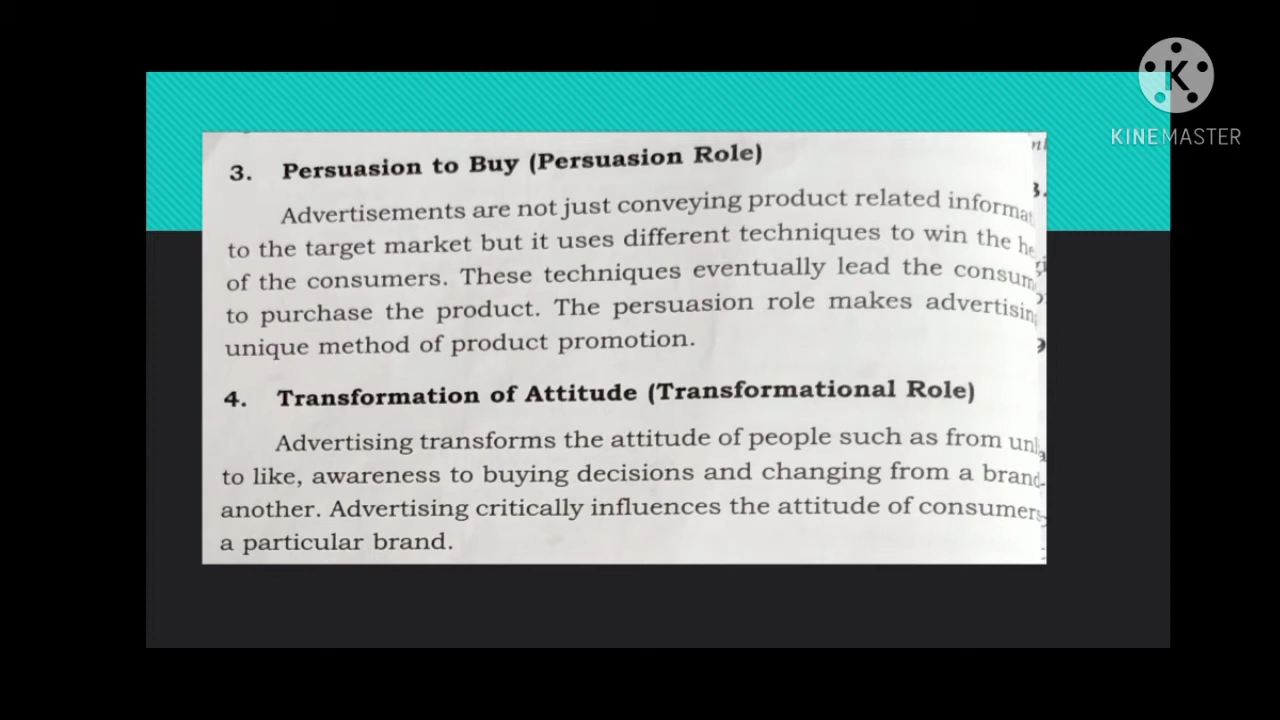 KINEMASTER
3. Persuasion to Buy (Persuasion Role)
Advertisements are not just conveying product related
to the target market but it uses different techniques to win the
of the consumers. These techniques eventually lead the
to purchase the product. The persuasion role makes
unique method of product promotion.
4. Transformation of Attitude (Transformational Role)
Advertising transforms the attitude of people such as from
to like, awareness to buying decisions and changing from a
another. Advertising critically influences the attitude of
a particular brand.